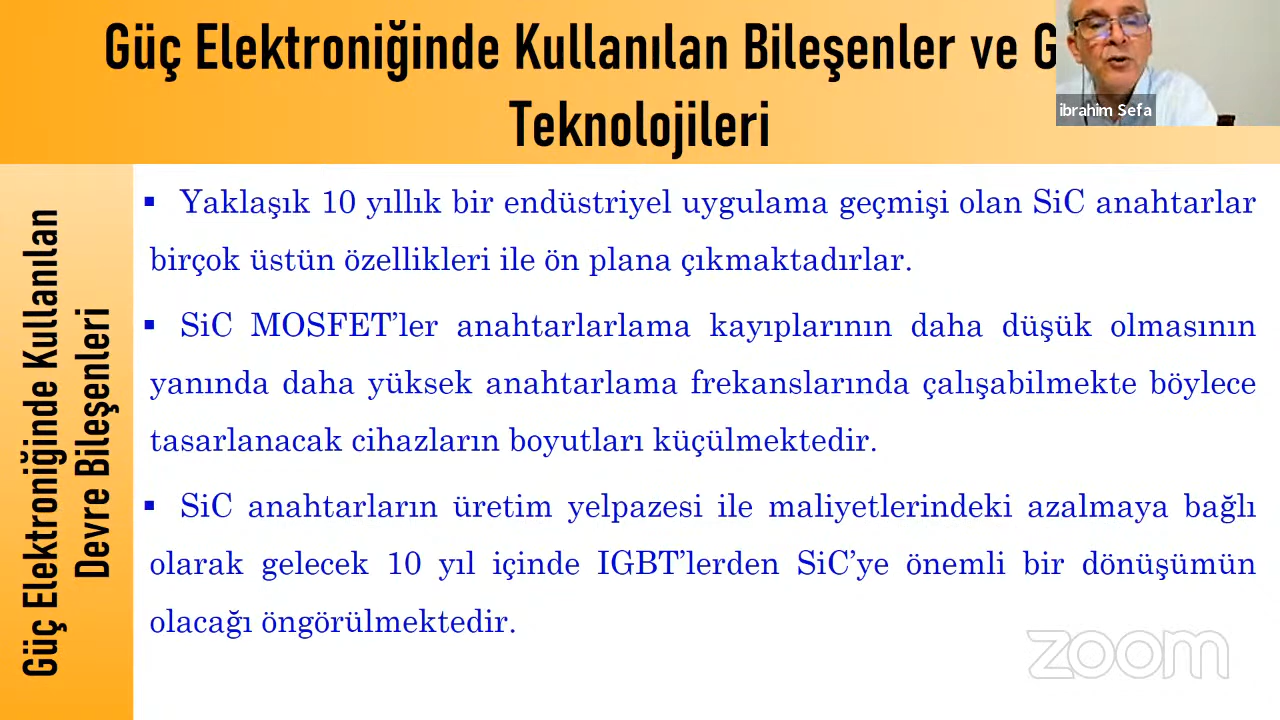 Güç Elektroniğinde Kullanılan Bileşenler ve G
Teknolojileri
ibrahim Sefa
Güç Elektroniğinde Kullanılan
Devre Bileşenleri
▪ Yaklaşık 10 yıllık bir endüstriyel uygulama geçmişi olan SiC anahtarlar
birçok üstün özellikleri ile ön plana çıkmaktadırlar.
▪ SiC MOSFET’ler anahtarlarlama kayıplarının daha düşük olmasının
yanında daha yüksek anahtarlama frekanslarında çalışabilmekte böylece
tasarlanacak cihazların boyutları küçülmektedir.
▪ SiC anahtarların üretim yelpazesi ile maliyetlerindeki azalmaya bağlı
olarak gelecek 10 yıl içinde IGBT’lerden SiC’ye önemli bir dönüşümün
olacağı öngörülmektedir.
zoom